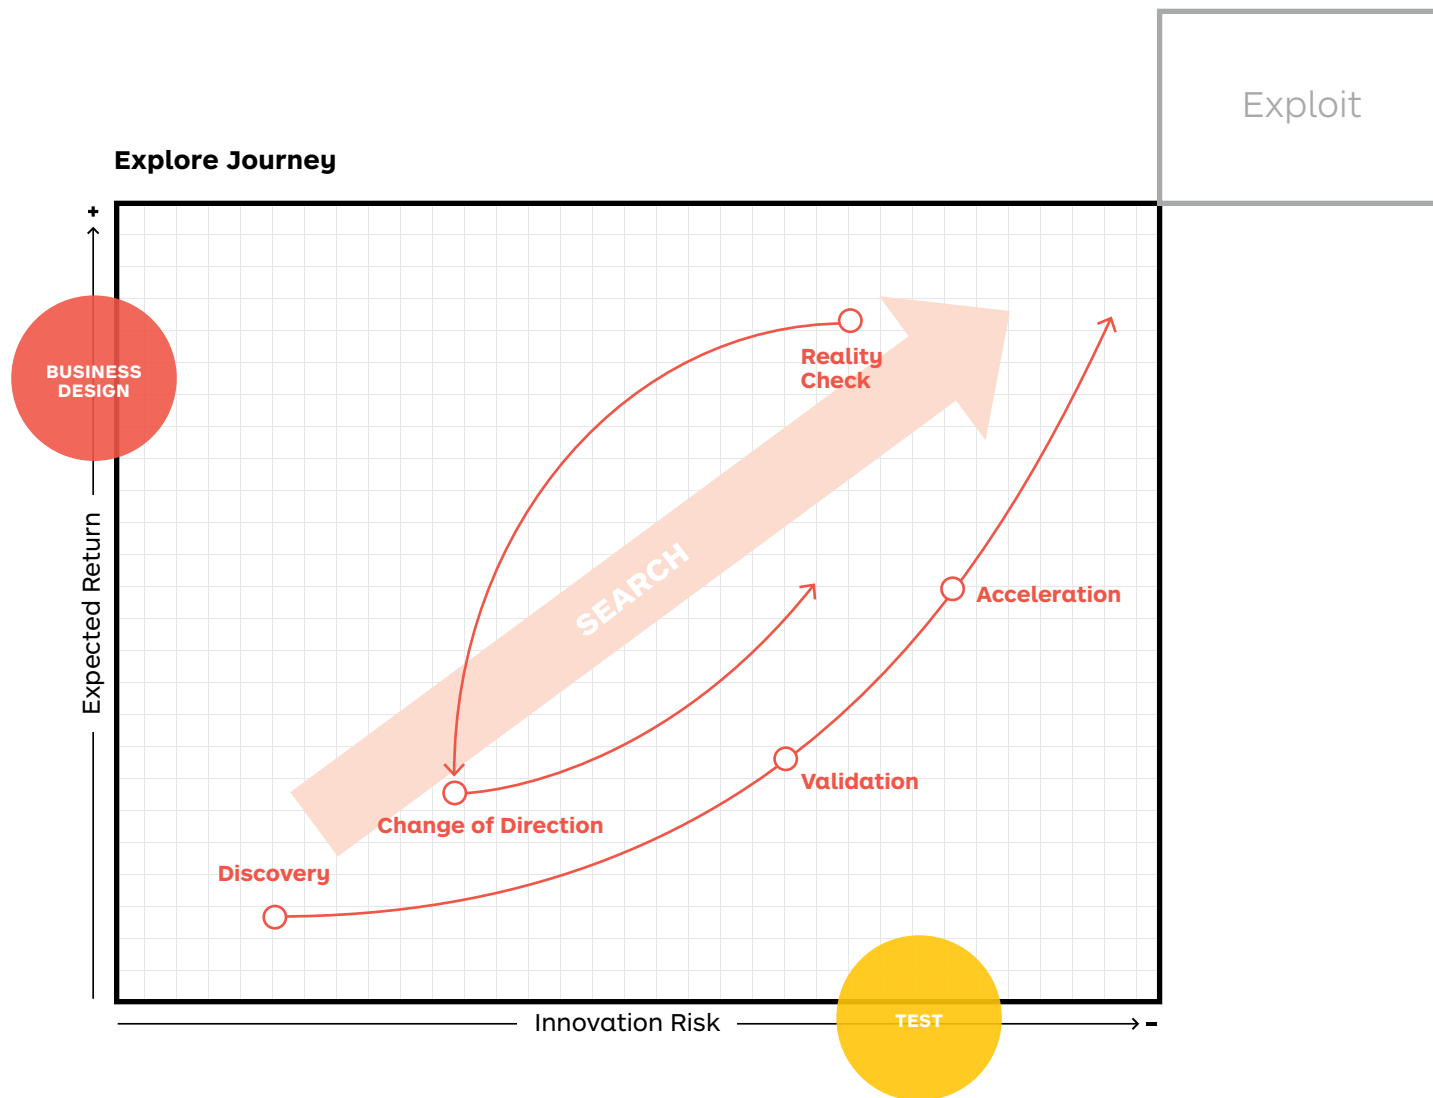 Exploit
Explore Journey
+
BUSINESS
DESIGN
Reality
Check
Expected Return
SEARCH
Acceleration
Validation
Change of Direction
Discovery
Innovation Risk
TEST
-